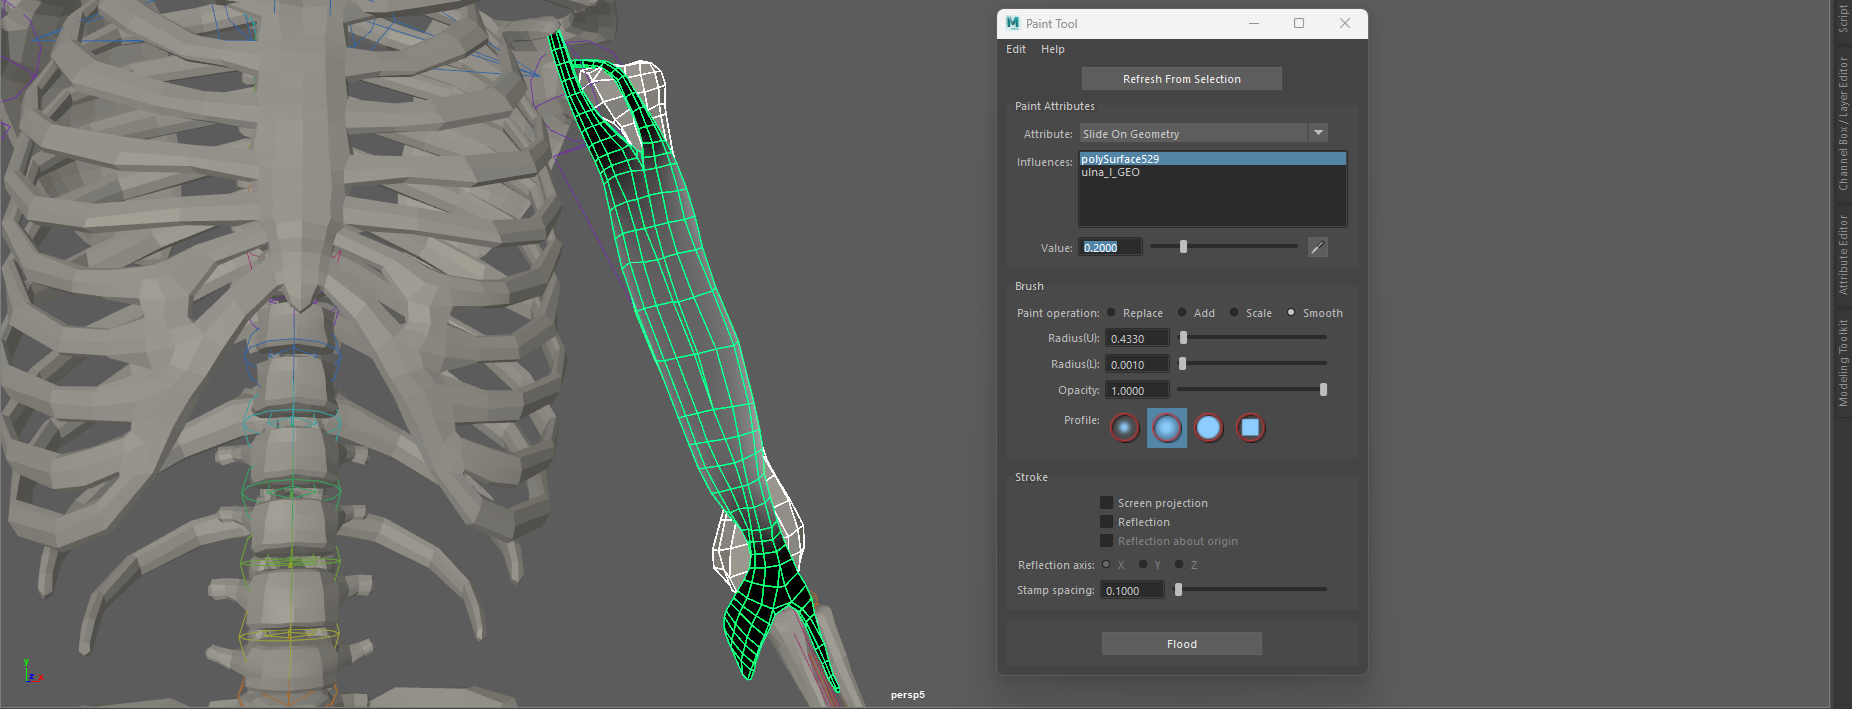 M Paint Tool
Edit Help
Refresh From Selection
Paint Attributes
Attribute: Slide On Geometry
Influences: polySurface529
ulna_l_GEO
Value: 0.2000
Brush
Paint operation: Replace Add Scale Smooth
Radius(U): 0.4330
Radius(L): 0.0010
Opacity: 1.0000
Profile:
Stroke
Screen projection
Reflection
Reflection about origin
Reflection axis: X Y Z
Stamp spacing: 0.1000
Flood
Script
Channel Box / Layer Editor
Attribute Editor
Modeling Toolkit
y
z x
persp5